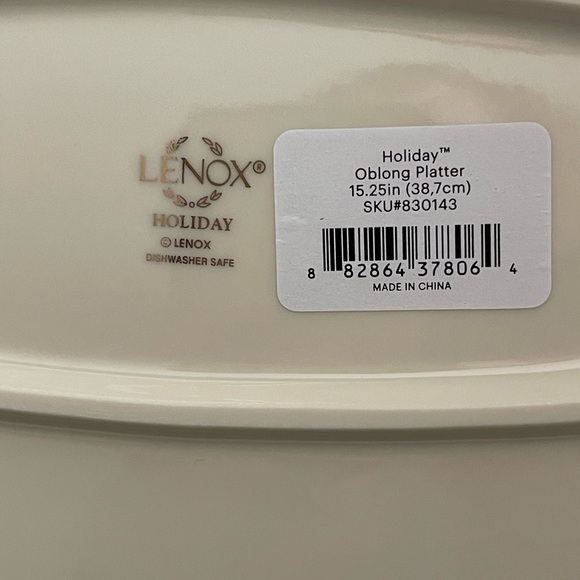 LENOX®
HOLIDAY
© LENOX
DISHWASHER SAFE
Holiday™
Oblong Platter
15.25in (38,7cm)
SKU#830143
8 82864 37806 4
MADE IN CHINA